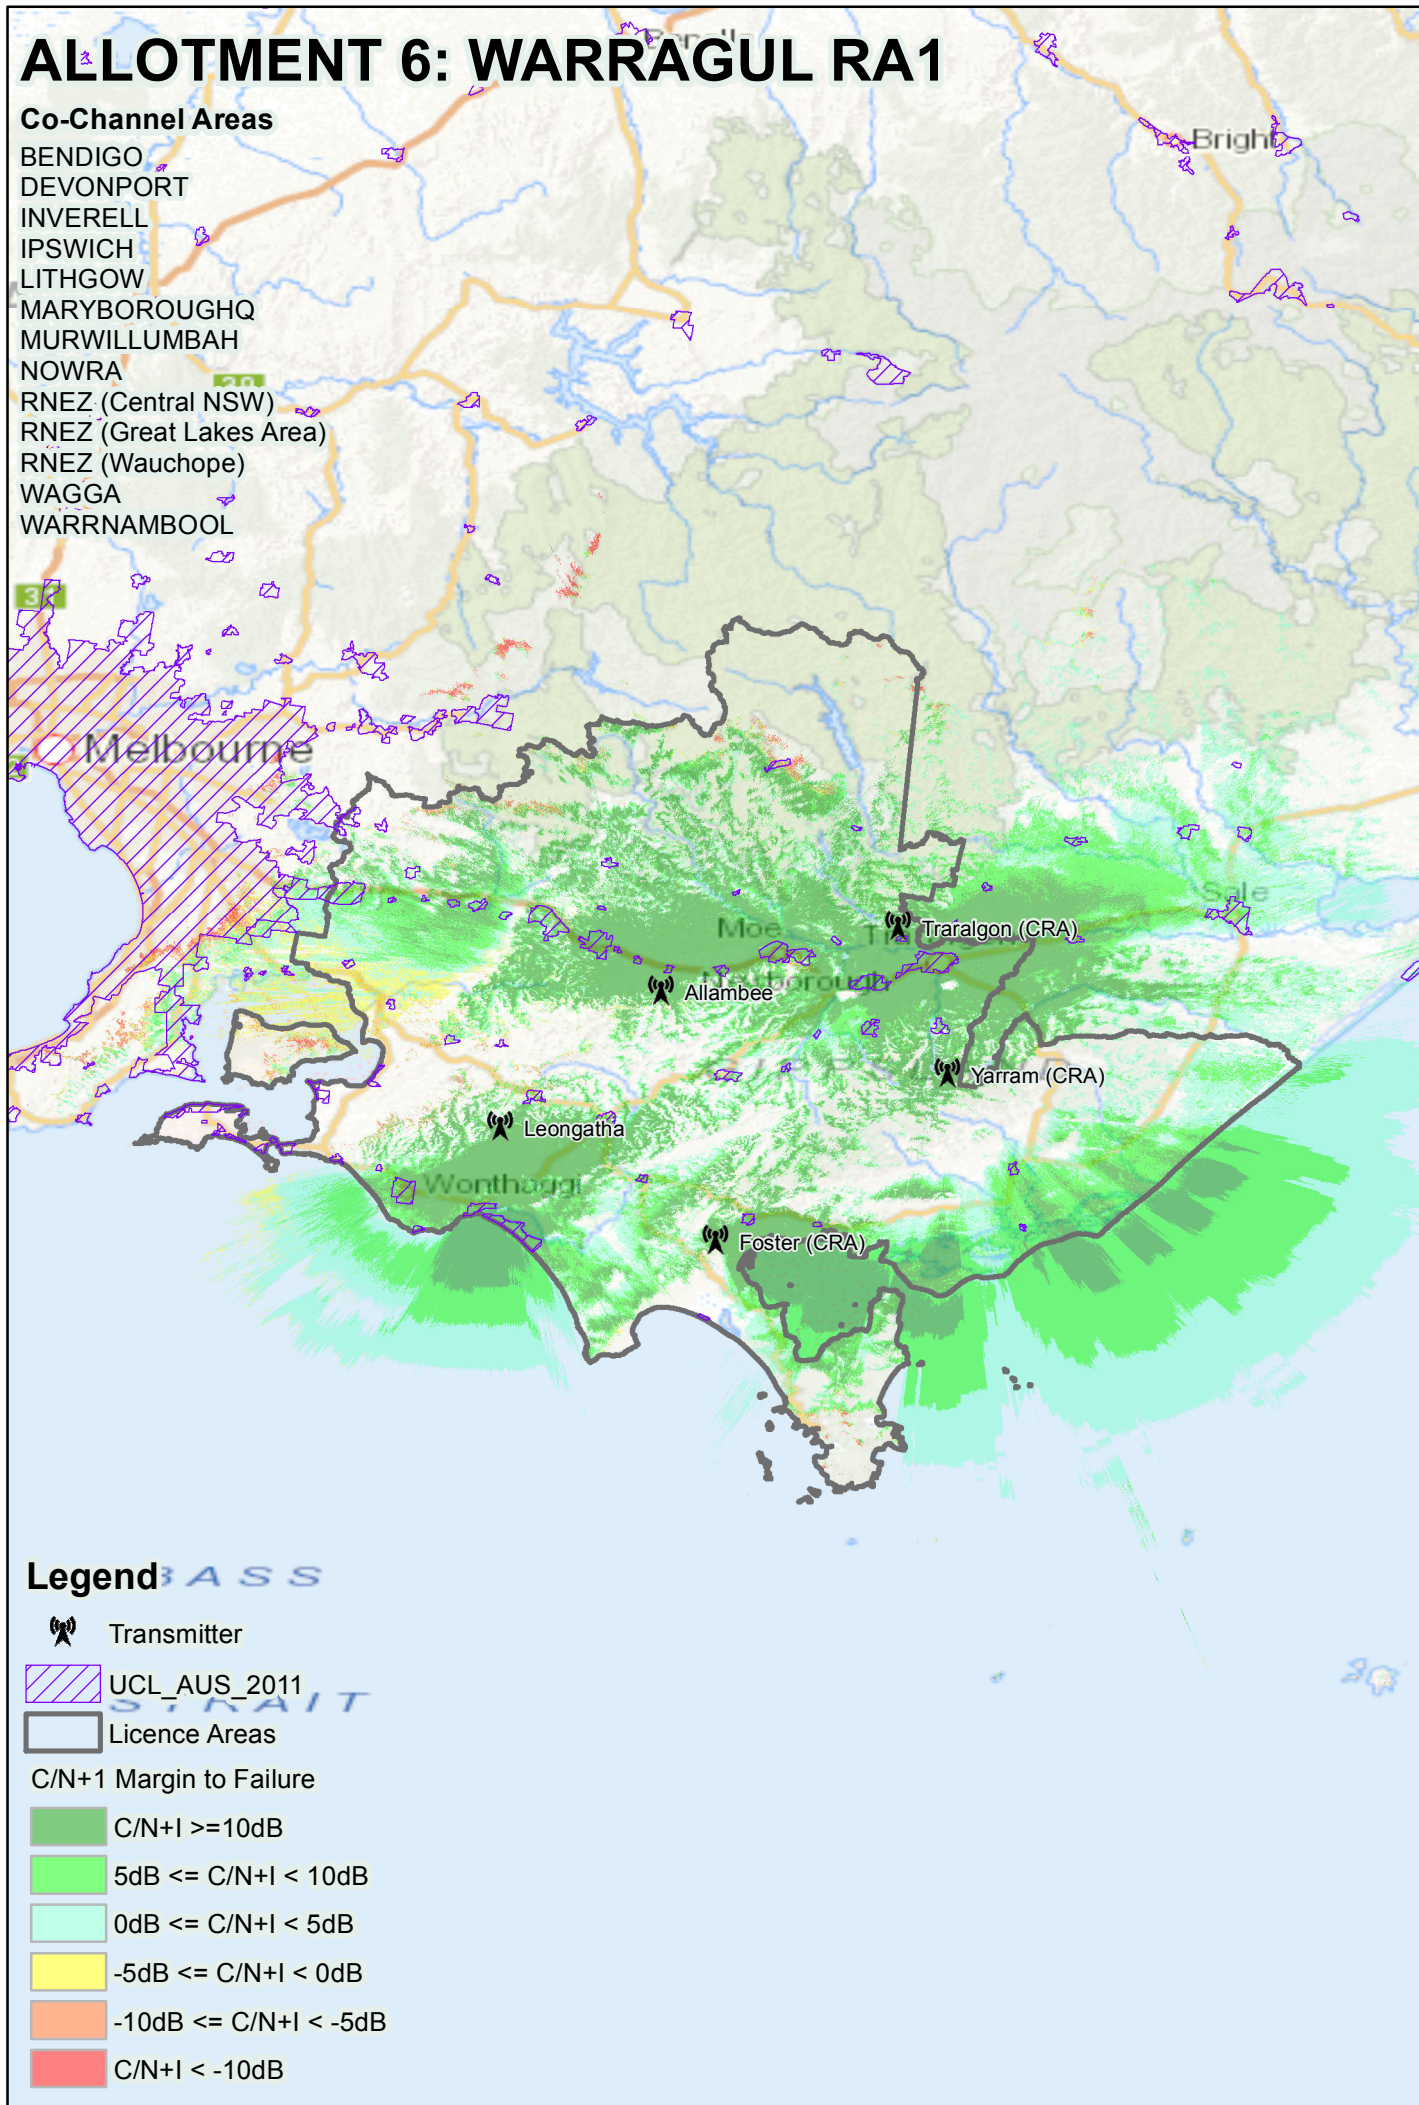 ALLOTMENT 6: WARRAGUL RA1
Co-Channel Areas
BENDIGO
DEVONPORT
INVERELL
IPSWICH
LITHGOW
MARYBOROUGHQ
MURWILLUMBAH
NOWRA
RNEZ (Central NSW)
RNEZ (Great Lakes Area)
RNEZ (Wauchope)
WAGGA
WARRNAMBOOL
Bright
Melbourne
Sale
Moe
Traralgon (CRA)
Allambee
Yarram (CRA)
Leongatha
Wonthaggi
Foster (CRA)
Legend
BASS
Transmitter
UCL_AUS_2011
STRAIT
Licence Areas
C/N+1 Margin to Failure
C/N+I >=10dB
5dB <= C/N+I < 10dB
0dB <= C/N+I < 5dB
-5dB <= C/N+I < 0dB
-10dB <= C/N+I < -5dB
C/N+I < -10dB